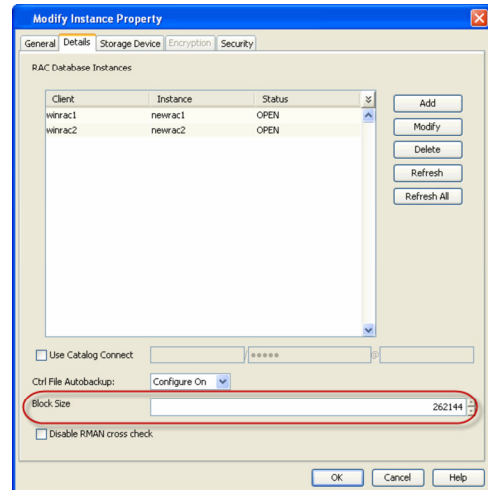 Modify Instance Property
General Details Storage Device Encryption Security
RAC Database Instances
Client Instance Status
winrac1 newrac1 OPEN
winrac2 newrac2 OPEN
Add
Modify
Delete
Refresh
Refresh All
Use Catalog Connect / ●●●●● @
Ctrl File Autobackup: Configure On
Block Size 262144
Disable RMAN cross check
OK Cancel Help